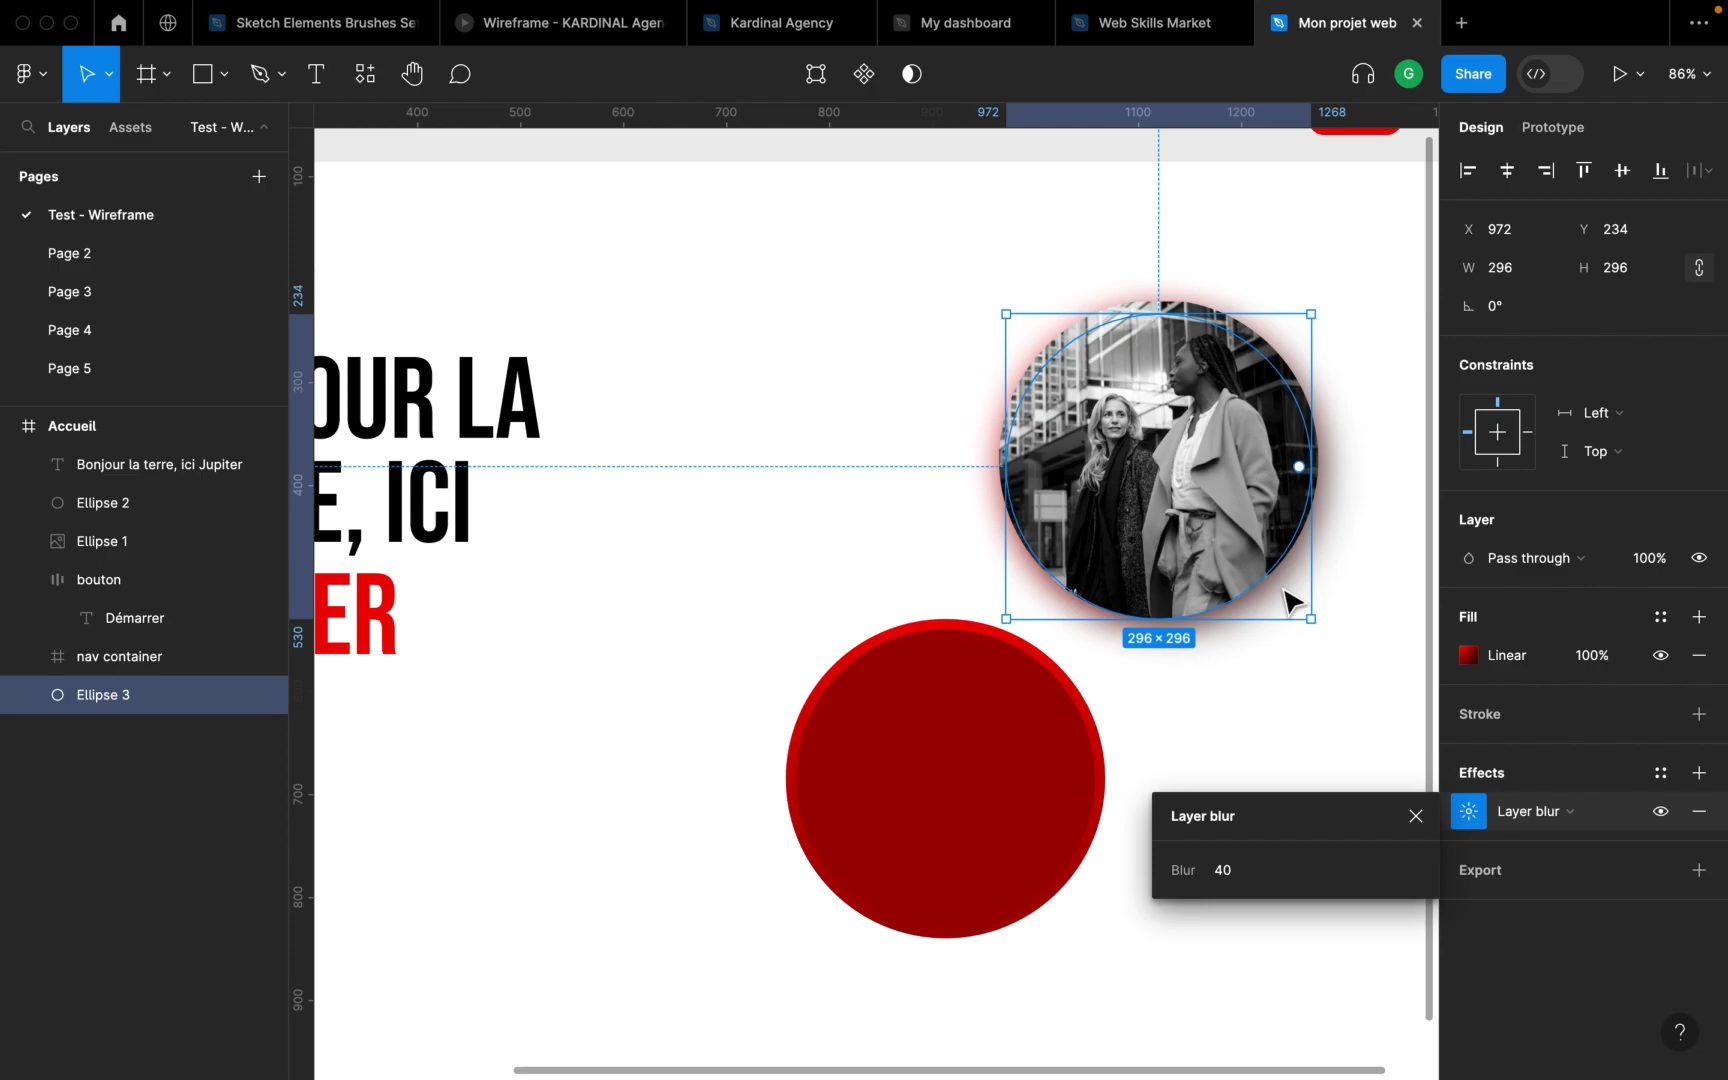 Sketch Elements Brushes Se
Wireframe - KARDINAL Agen
Kardinal Agency
My dashboard
Web Skills Market
Mon projet web
G
Share
86%
Layers
Assets
Test - W...
Pages
Test - Wireframe
Page 2
Page 3
Page 4
Page 5
Accueil
Bonjour la terre, ici Jupiter
Ellipse 2
Ellipse 1
bouton
Démarrer
nav container
Ellipse 3
400
500
600
700
800
900
972
1100
1200
1268
100
234
300
400
530
700
800
900
OUR LA
E, ICI
ER
296 × 296
Layer blur
Blur 40
Design
Prototype
X 972
Y 234
W 296
H 296
0°
Constraints
Left
Top
Layer
Pass through
100%
Fill
Linear
100%
Stroke
Effects
Layer blur
Export
?